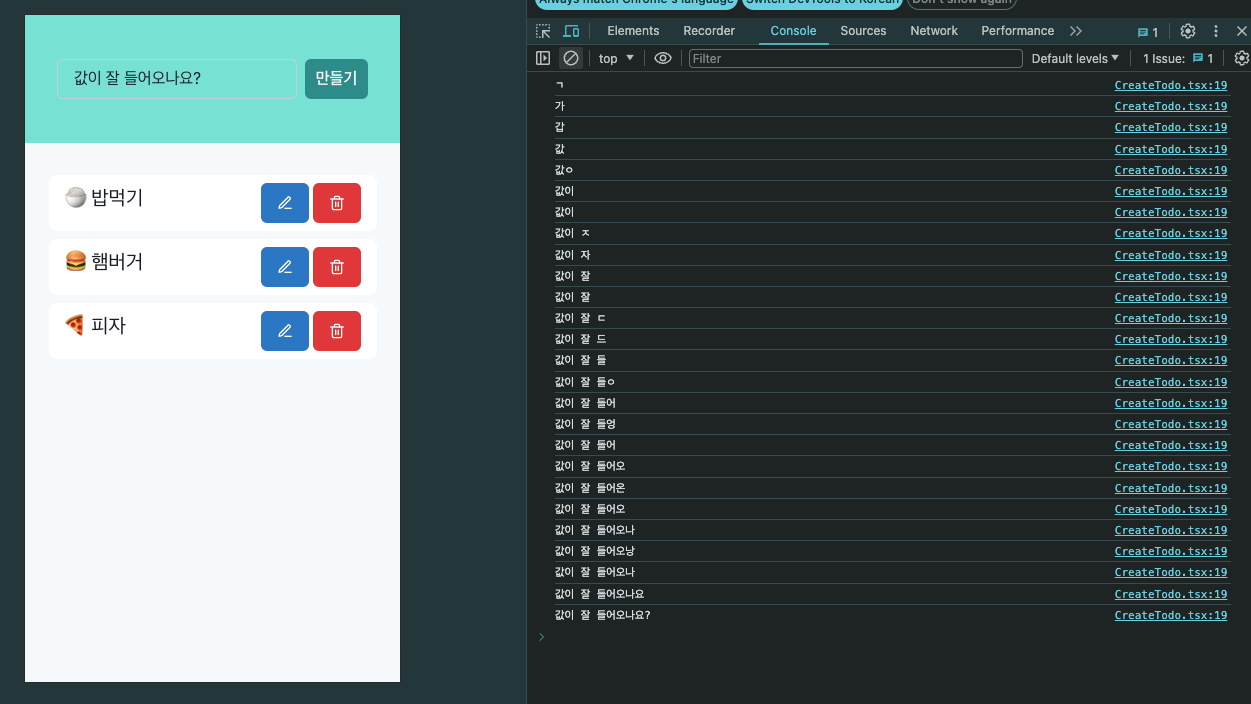 값이 잘 들어오나요?
만들기
🍚 밥먹기
🍔 햄버거
🍕 피자
Always match Chrome's language
Switch DevTools to Korean
Don't show again
Elements
Recorder
Console
Sources
Network
Performance
1
top
Filter
Default levels
1 Issue:
1
ㄱ CreateTodo.tsx:19
가 CreateTodo.tsx:19
갑 CreateTodo.tsx:19
값 CreateTodo.tsx:19
값ㅇ CreateTodo.tsx:19
값이 CreateTodo.tsx:19
값이 CreateTodo.tsx:19
값이 ㅈ CreateTodo.tsx:19
값이 자 CreateTodo.tsx:19
값이 잘 CreateTodo.tsx:19
값이 잘 CreateTodo.tsx:19
값이 잘 ㄷ CreateTodo.tsx:19
값이 잘 드 CreateTodo.tsx:19
값이 잘 들 CreateTodo.tsx:19
값이 잘 들ㅇ CreateTodo.tsx:19
값이 잘 들어 CreateTodo.tsx:19
값이 잘 들엉 CreateTodo.tsx:19
값이 잘 들어 CreateTodo.tsx:19
값이 잘 들어오 CreateTodo.tsx:19
값이 잘 들어온 CreateTodo.tsx:19
값이 잘 들어오 CreateTodo.tsx:19
값이 잘 들어오나 CreateTodo.tsx:19
값이 잘 들어오낭 CreateTodo.tsx:19
값이 잘 들어오나 CreateTodo.tsx:19
값이 잘 들어오나요 CreateTodo.tsx:19
값이 잘 들어오나요? CreateTodo.tsx:19